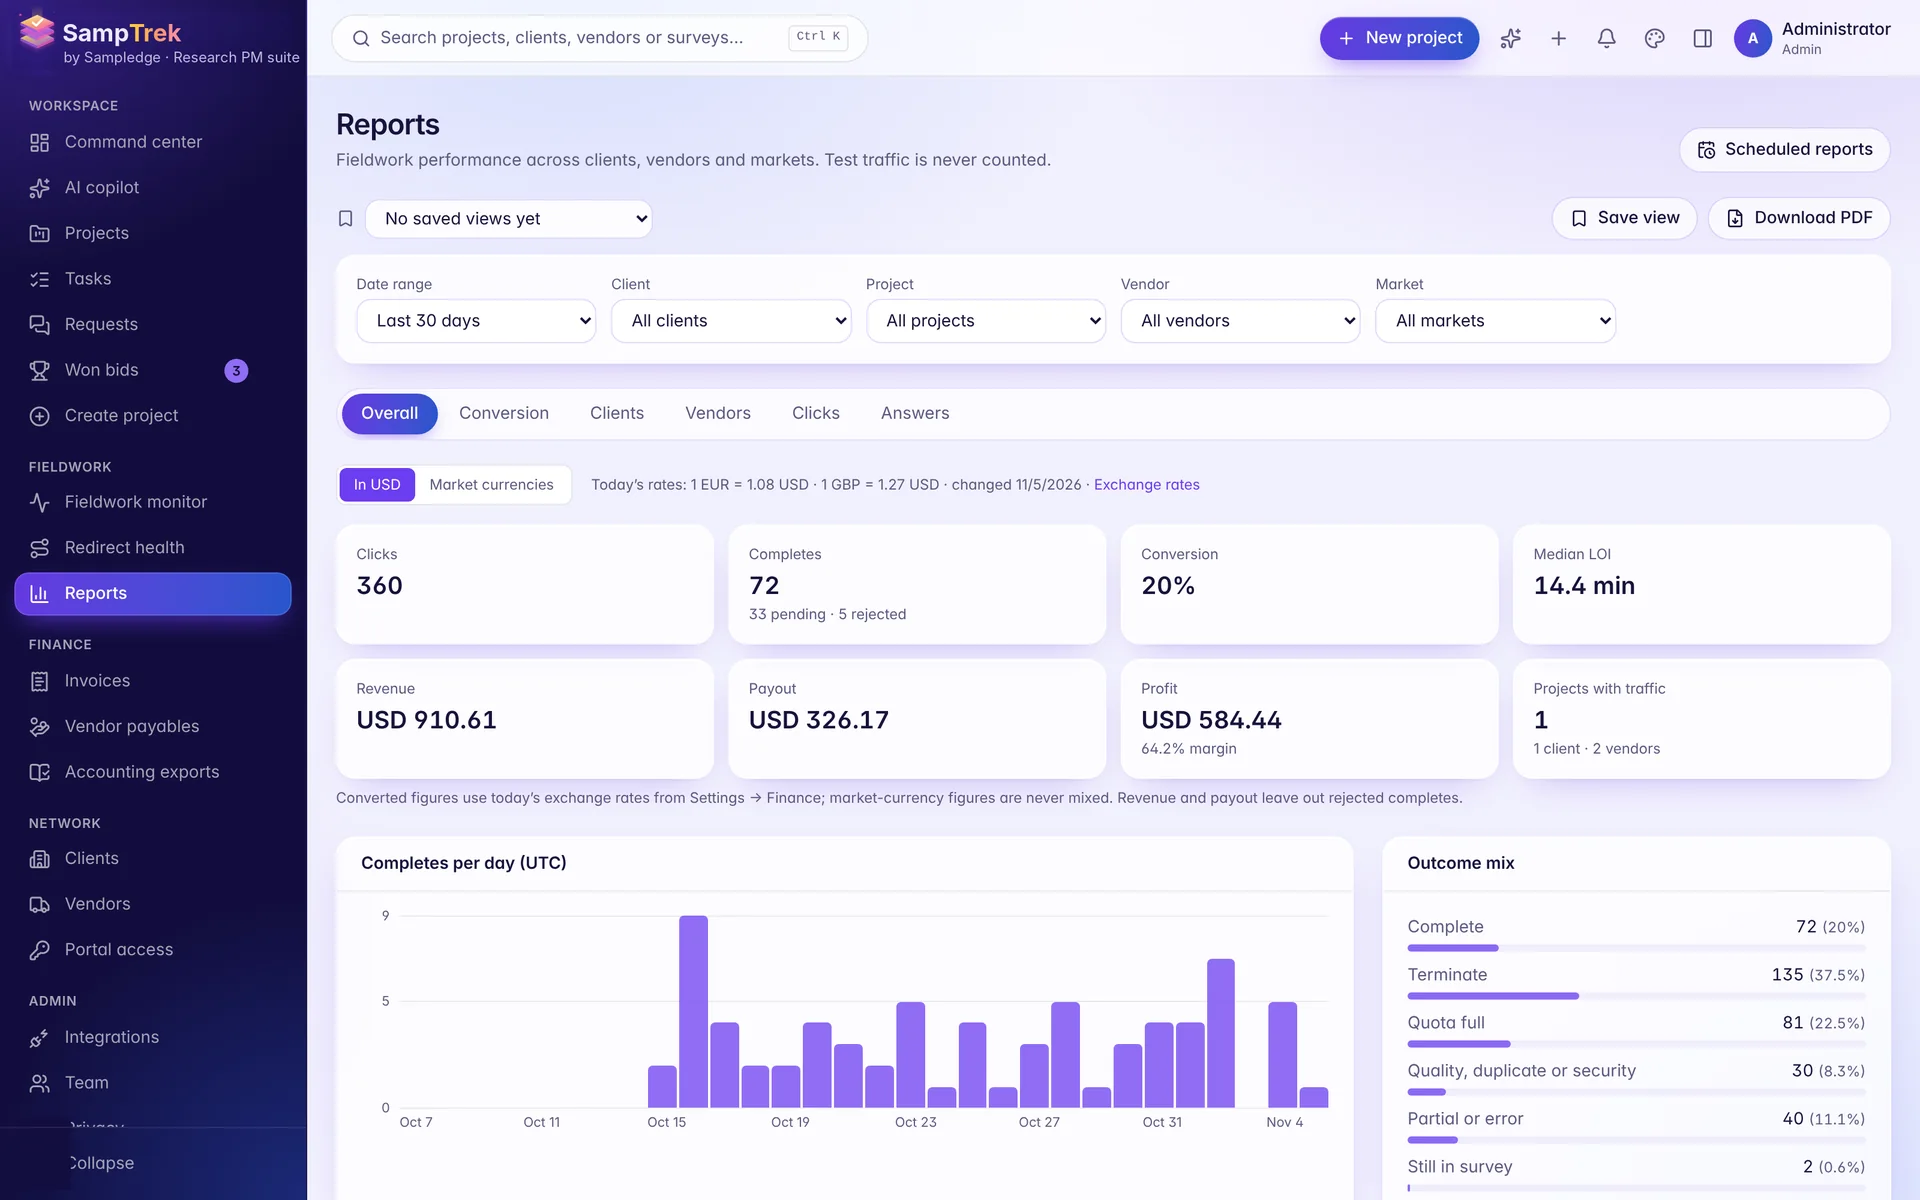 SampTrek
by Sampledge · Research PM suite
Search projects, clients, vendors or surveys...
Ctrl K
New project
A
Administrator
Admin
WORKSPACE
Command center
AI copilot
Projects
Tasks
Requests
Won bids
3
Create project
FIELDWORK
Fieldwork monitor
Redirect health
Reports
FINANCE
Invoices
Vendor payables
Accounting exports
NETWORK
Clients
Vendors
Portal access
ADMIN
Integrations
Team
Privacy
Collapse
Reports
Fieldwork performance across clients, vendors and markets. Test traffic is never counted.
Scheduled reports
No saved views yet
Save view
Download PDF
Date range
Client
Project
Vendor
Market
Last 30 days
All clients
All projects
All vendors
All markets
Overall
Conversion
Clients
Vendors
Clicks
Answers
In USD
Market currencies
Today's rates: 1 EUR = 1.08 USD · 1 GBP = 1.27 USD · changed 11/5/2026 · Exchange rates
Clicks
360
Completes
72
33 pending · 5 rejected
Conversion
20%
Median LOI
14.4 min
Revenue
USD 910.61
Payout
USD 326.17
Profit
USD 584.44
64.2% margin
Projects with traffic
1
1 client · 2 vendors
Converted figures use today's exchange rates from Settings → Finance; market-currency figures are never mixed. Revenue and payout leave out rejected completes.
Completes per day (UTC)
9
5
0
Oct 7
Oct 11
Oct 15
Oct 19
Oct 23
Oct 27
Oct 31
Nov 4
Outcome mix
Complete 72 (20%)
Terminate 135 (37.5%)
Quota full 81 (22.5%)
Quality, duplicate or security 30 (8.3%)
Partial or error 40 (11.1%)
Still in survey 2 (0.6%)